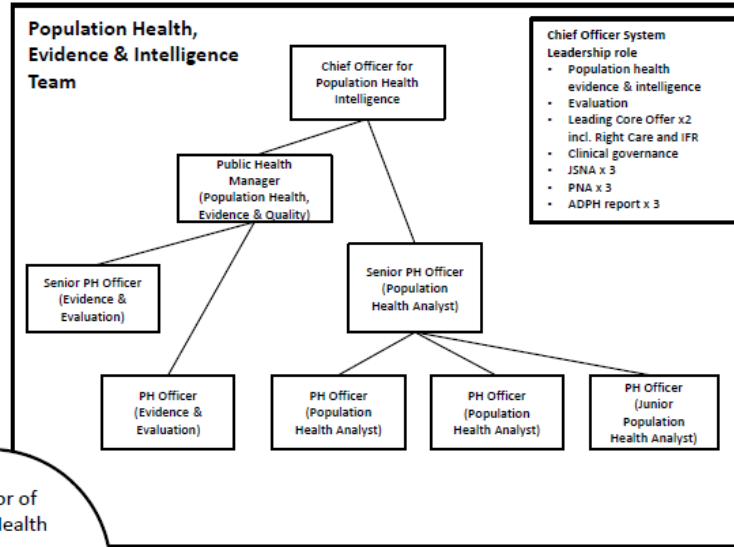 Population Health,
Evidence & Intelligence
Team
Chief Officer for
Population Health
Intelligence
Chief Officer System
Leadership role
• Population health
evidence & intelligence
• Evaluation
• Leading Core Offer x2
incl. Right Care and IFR
• Clinical governance
• JSNA x 3
• PNA x 3
• ADPH report x 3
Public Health
Manager
(Population Health,
Evidence & Quality)
Senior PH Officer
(Evidence &
Evaluation)
Senior PH Officer
(Population
Health Analyst)
PH Officer
(Evidence &
Evaluation)
PH Officer
(Population
Health Analyst)
PH Officer
(Population
Health Analyst)
PH Officer
(Junior
Population
Health Analyst)
or of
Health